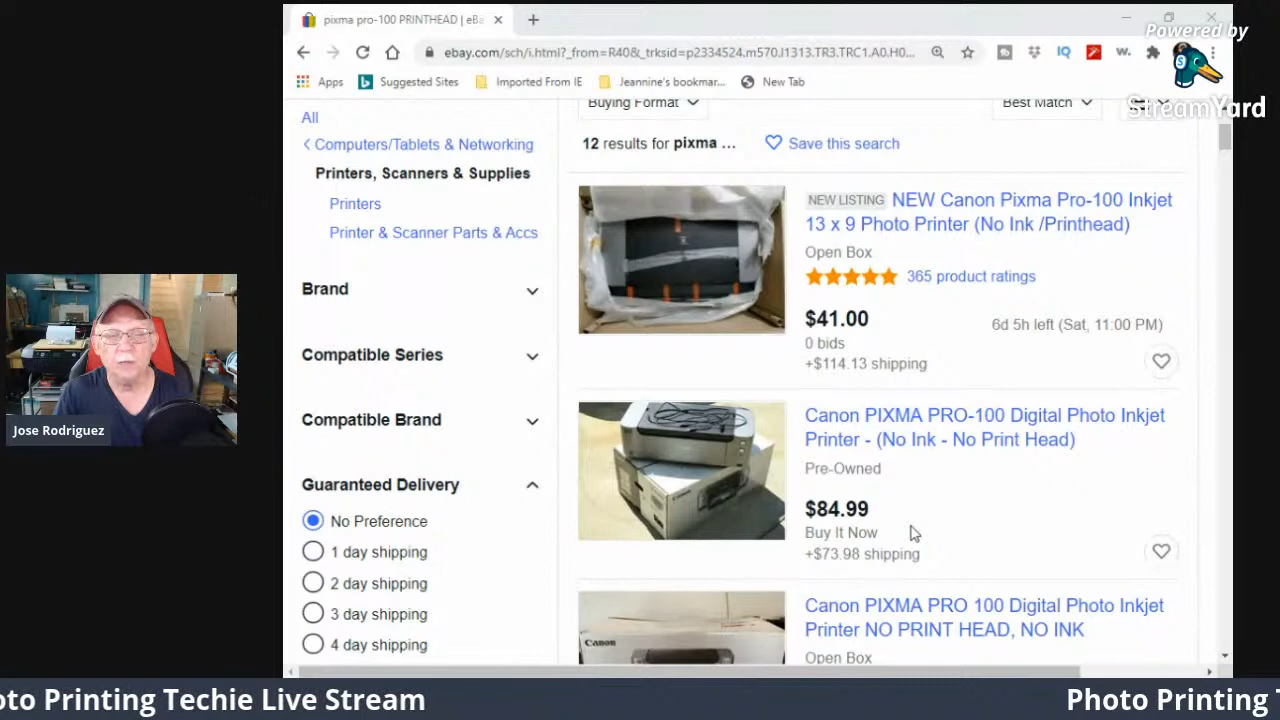 pixma pro-100 PRINTHEAD | eBa
ebay.com/sch/i.html?_from=R40&_trksid=p2334524.m570.l1313.TR3.TRC1.A0.H0...
IQ
w.
Powered by
StreamYard
Apps
Suggested Sites
Imported From IE
Jeannine's bookmar...
New Tab
Buying Format
Best Match
All
Computers/Tablets & Networking
Printers, Scanners & Supplies
Printers
Printer & Scanner Parts & Accs
Brand
Compatible Series
Compatible Brand
Guaranteed Delivery
No Preference
1 day shipping
2 day shipping
3 day shipping
4 day shipping
12 results for pixma ...
Save this search
NEW LISTING NEW Canon Pixma Pro-100 Inkjet
13 x 9 Photo Printer (No Ink /Printhead)
Open Box
365 product ratings
$41.00
6d 5h left (Sat, 11:00 PM)
0 bids
+$114.13 shipping
Canon PIXMA PRO-100 Digital Photo Inkjet
Printer - (No Ink - No Print Head)
Pre-Owned
$84.99
Buy It Now
+$73.98 shipping
Canon
Canon PIXMA PRO 100 Digital Photo Inkjet
Printer NO PRINT HEAD, NO INK
Open Box
Jose Rodriguez
oto Printing Techie Live Stream
Photo Printing T